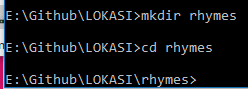 E:\Github\LOKASI>mkdir rhymes
E:\Github\LOKASI>cd rhymes
E:\Github\LOKASI\rhymes>